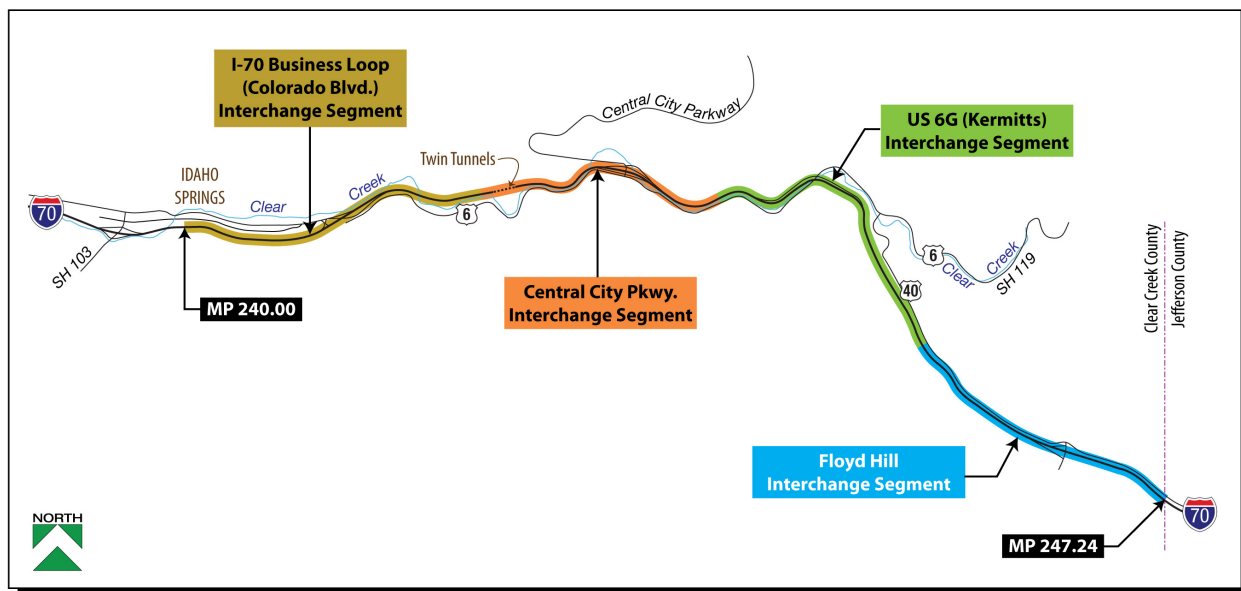 I-70 Business Loop
(Colorado Blvd.)
Interchange Segment
Central City Parkway
US 6G (Kermitts)
Interchange Segment
Twin Tunnels
IDAHO
SPRINGS
Clear
Creek
6
70
SH 103
MP 240.00
Central City Pkwy.
Interchange Segment
6
Clear
Creek
SH 119
40
Clear Creek County
Jefferson County
Floyd Hill
Interchange Segment
70
MP 247.24
NORTH